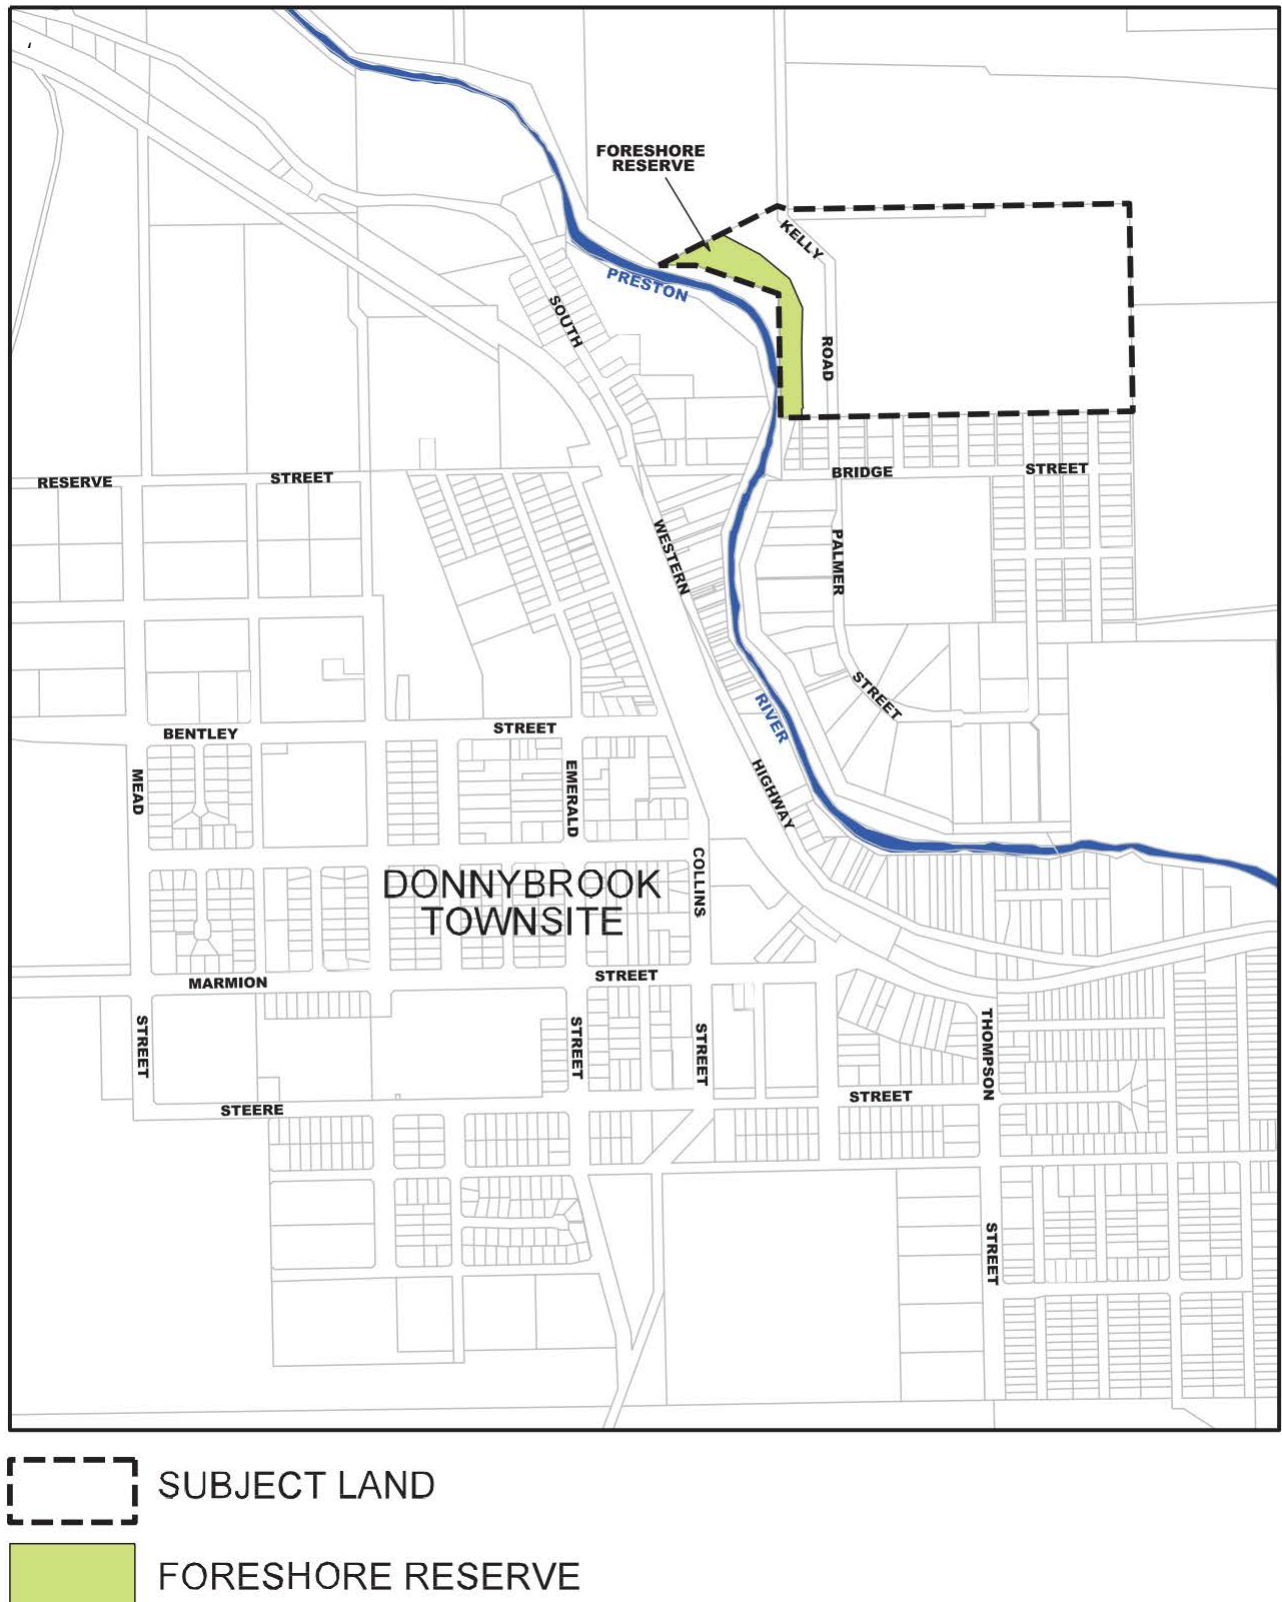 FORESHORE
RESERVE
KELLY
PRESTON
SOUTH
ROAD
RESERVE
STREET
BRIDGE
STREET
WESTERN
PALMER
STREET
RIVER
BENTLEY
STREET
MEAD
EMERALD
HIGHWAY
COLLINS
DONNYBROOK
TOWNSITE
MARMION
STREET
STREET
STREET
STREET
THOMPSON
STEERE
STREET
STREET
SUBJECT LAND
FORESHORE RESERVE